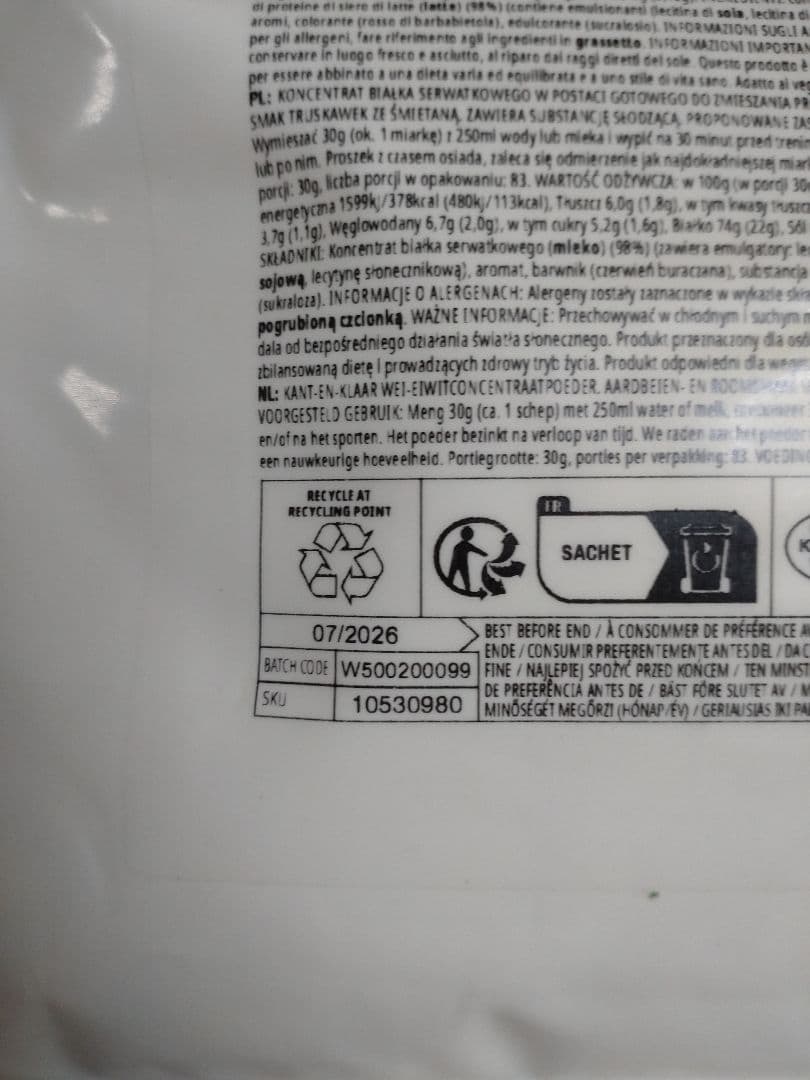 di proteine di siero di latte (latte) (98%) (contiene emulsionanti (lecitina di soia, lecitina di
aromi, colorante (rosso di barbabietola), edulcorante (sucralosio). INFORMAZIONI SUGLI A
per gli allergeni, fare riferimento agli ingredienti in grassetto. INFORMAZIONI IMPORTAN
conservare in luogo fresco e asciutto, al riparo dai raggi diretti del sole. Questo prodotto è
per essere abbinato a una dieta varia ed equilibrata e a uno stile di vita sano. Adatto ai veg
PL: KONCENTRAT BIAŁKA SERWATKOWEGO W POSTACI GOTOWEGO DO ZMIESZANIA PR
SMAK TRUSKAWEK ZE ŚMIETANĄ. ZAWIERA SUBSTANCJĘ SŁODZĄCĄ. PROPONOWANE ZAS
Wymieszać 30g (ok. 1 miarkę) z 250ml wody lub mleka i wypić na 30 minut przed trenin
lub po nim. Proszek z czasem osiada, zaleca się odmierzenie jak najdokładniejszej miar
porcji: 30g, liczba porcji w opakowaniu: 83. WARTOŚĆ ODŻYWCZA: w 100g (w porcji 30
energetyczna 1599kj/378kcal (480kj/113kcal), Tłuszcz 6,0g (1,8g), w tym kwasy tłuszcz
3,7g (1,1g), Węglowodany 6,7g (2,0g), w tym cukry 5,2g (1,6g), Białko 74g (22g), Sól
SKŁADNIKI: Koncentrat białka serwatkowego (mleko) (98%) (zawiera emulgatory: le
sojową, lecytynę słonecznikową), aromat, barwnik (czerwień buraczana), substancja
(sukraloza). INFORMACJE O ALERGENACH: Alergeny zostały zaznaczone w wykazie skła
pogrubioną czcionką. WAŻNE INFORMACJE: Przechowywać w chłodnym i suchym m
dala od bezpośredniego działania światła słonecznego. Produkt przeznaczony dla osó
zbilansowaną dietę i prowadzących zdrowy tryb życia. Produkt odpowiedni dla wege
NL: KANT-EN-KLAAR WEI-EIWITCONCENTRAATPOEDER. AARDBEIEN- EN
VOORGESTELD GEBRUIK: Meng 30g (ca. 1 schep) met 250ml water of melk,
en/of na het sporten. Het poeder bezinkt na verloop van tijd. We raden aan het poeder
een nauwkeurige hoeveelheid. Portiegrootte: 30g, porties per verpakking: 83. VOEDIN
RECYCLE AT
RECYCLING POINT
FR
SACHET
K
07/2026
BATCH CODE W500200099
SKU 10530980
BEST BEFORE END / À CONSOMMER DE PRÉFÉRENCE A
ENDE / CONSUMIR PREFERENTEMENTE ANTES DEL / DA C
FINE / NAJLEPIEJ SPOŻYĆ PRZED KOŃCEM / TEN MINST
DE PREFERÊNCIA ANTES DE / BÄST FÖRE SLUTET AV / M
MINŐSÉGÉT MEGŐRZI (HÓNAP/ÉV) / GERIAUSIAS IKI PA